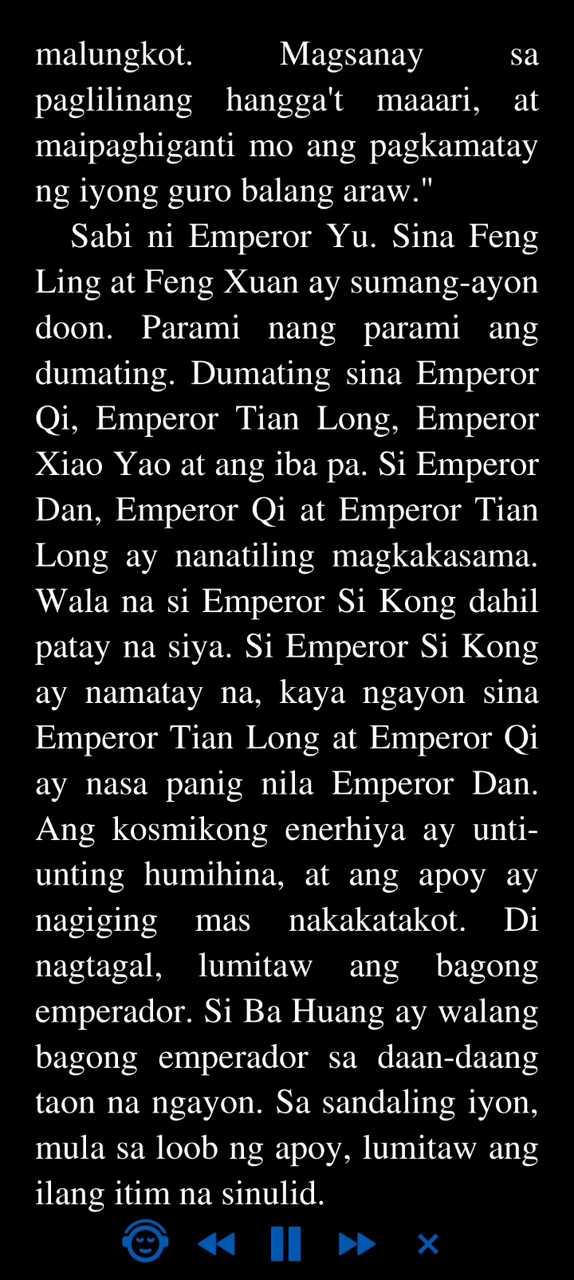 malungkot. Magsanay sa
paglilinang hangga't maaari, at
maipaghiganti mo ang pagkamatay
ng iyong guro balang araw."
Sabi ni Emperor Yu. Sina Feng
Ling at Feng Xuan ay sumang-ayon
doon. Parami nang parami ang
dumating. Dumating sina Emperor
Qi, Emperor Tian Long, Emperor
Xiao Yao at ang iba pa. Si Emperor
Dan, Emperor Qi at Emperor Tian
Long ay nanatiling magkakasama.
Wala na si Emperor Si Kong dahil
patay na siya. Si Emperor Si Kong
ay namatay na, kaya ngayon sina
Emperor Tian Long at Emperor Qi
ay nasa panig nila Emperor Dan.
Ang kosmikong enerhiya ay unti-
unting humihina, at ang apoy ay
nagiging mas nakakatakot. Di
nagtagal, lumitaw ang bagong
emperador. Si Ba Huang ay walang
bagong emperador sa daan-daang
taon na ngayon. Sa sandaling iyon,
mula sa loob ng apoy, lumitaw ang
ilang itim na sinulid.